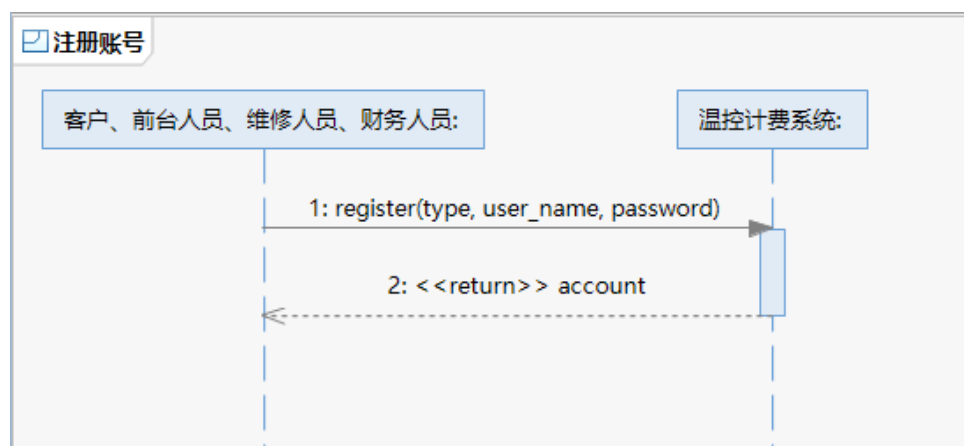 注册账号
客户、前台人员、维修人员、财务人员:
温控计费系统:
1: register(type, user_name, password)
2: <<return>> account